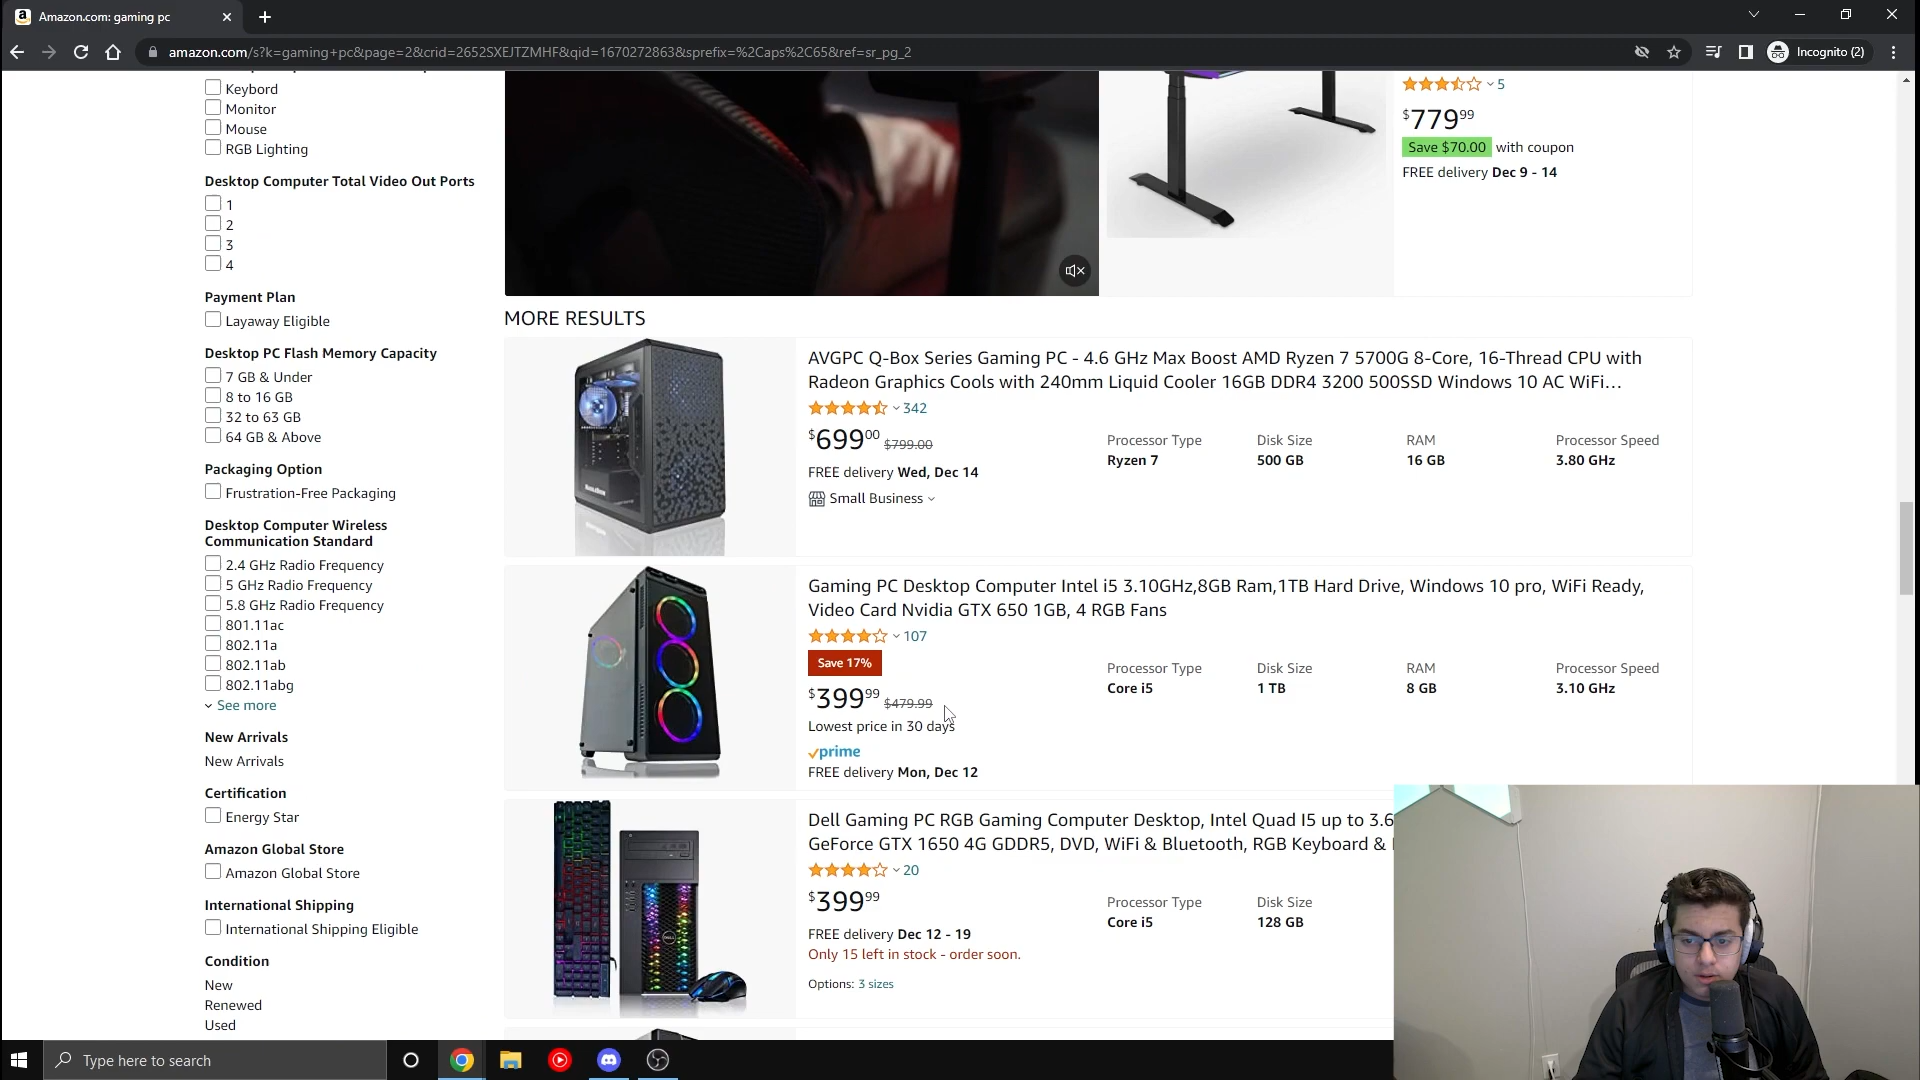 Amazon.com: gaming pc
amazon.com/s?k=gaming+pc&page=2&crid=2652SXEJTZMHF&qid=1670272863&sprefix=%2Caps%2C65&ref=sr_pg_2
Incognito (2)
Keybord
Monitor
Mouse
RGB Lighting
Desktop Computer Total Video Out Ports
1
2
3
4
Payment Plan
Layaway Eligible
Desktop PC Flash Memory Capacity
7 GB & Under
8 to 16 GB
32 to 63 GB
64 GB & Above
Packaging Option
Frustration-Free Packaging
Desktop Computer Wireless
Communication Standard
2.4 GHz Radio Frequency
5 GHz Radio Frequency
5.8 GHz Radio Frequency
801.11ac
802.11a
802.11ab
802.11abg
See more
New Arrivals
New Arrivals
Certification
Energy Star
Amazon Global Store
Amazon Global Store
International Shipping
International Shipping Eligible
Condition
New
Renewed
Used
5
$779.99
Save $70.00 with coupon
FREE delivery Dec 9 - 14
MORE RESULTS
AVGPC Q-Box Series Gaming PC - 4.6 GHz Max Boost AMD Ryzen 7 5700G 8-Core, 16-Thread CPU with
Radeon Graphics Cools with 240mm Liquid Cooler 16GB DDR4 3200 500SSD Windows 10 AC WiFi…
342
$699.00 $799.00
FREE delivery Wed, Dec 14
Small Business
Processor Type Disk Size RAM Processor Speed
Ryzen 7 500 GB 16 GB 3.80 GHz
Gaming PC Desktop Computer Intel i5 3.10GHz,8GB Ram,1TB Hard Drive, Windows 10 pro, WiFi Ready,
Video Card Nvidia GTX 650 1GB, 4 RGB Fans
107
Save 17%
$399.99 $479.99
Lowest price in 30 days
prime
FREE delivery Mon, Dec 12
Processor Type Disk Size RAM Processor Speed
Core i5 1 TB 8 GB 3.10 GHz
Dell Gaming PC RGB Gaming Computer Desktop, Intel Quad I5 up to 3.6
GeForce GTX 1650 4G GDDR5, DVD, WiFi & Bluetooth, RGB Keyboard &
20
$399.99
FREE delivery Dec 12 - 19
Only 15 left in stock - order soon.
Options: 3 sizes
Processor Type Disk Size
Core i5 128 GB
Type here to search